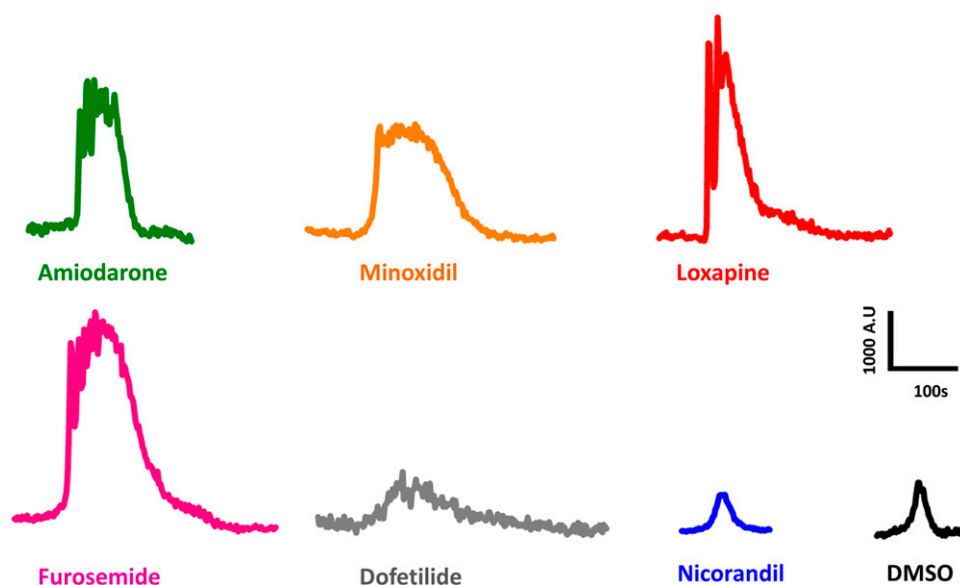 Amiodarone
Minoxidil
Loxapine
1000 A.U
100s
Furosemide
Dofetilide
Nicorandil
DMSO